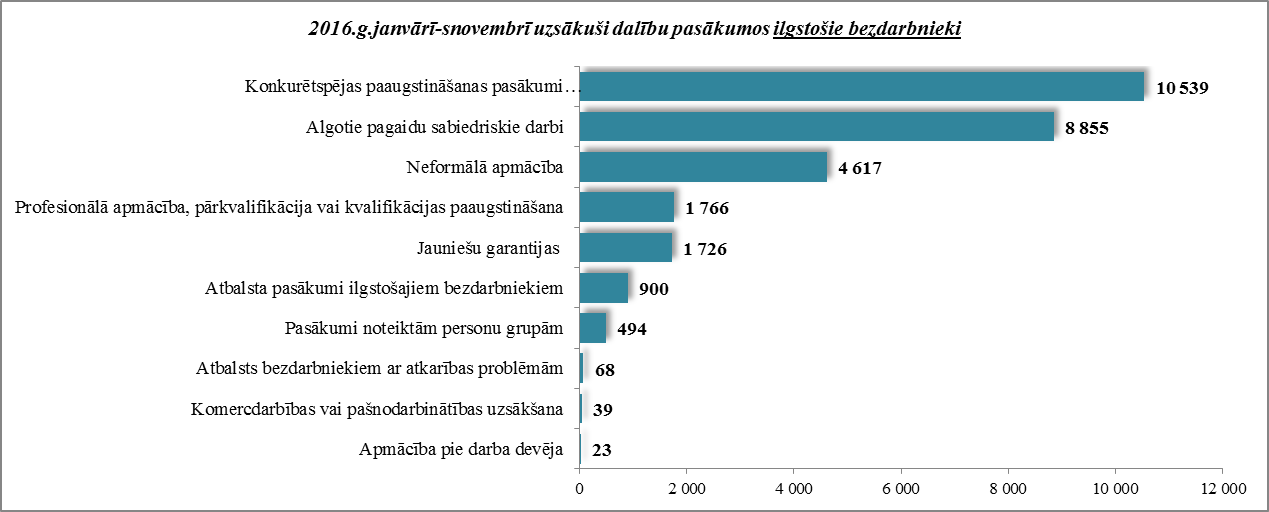 2016.g.janvārī-snovembrī uzsākuši dalību pasākumos ilgstošie bezdarbnieki
Konkurētspējas paaugstināšanas pasākumi… 10 539
Algotie pagaidu sabiedriskie darbi 8 855
Neformālā apmācība 4 617
Profesionālā apmācība, pārkvalifikācija vai kvalifikācijas paaugstināšana 1 766
Jauniešu garantijas 1 726
Atbalsta pasākumi ilgstošajiem bezdarbniekiem 900
Pasākumi noteiktām personu grupām 494
Atbalsts bezdarbniekiem ar atkarības problēmām 68
Komercdarbības vai pašnodarbinātības uzsākšana 39
Apmācība pie darba devēja 23
0 2 000 4 000 6 000 8 000 10 000 12 000